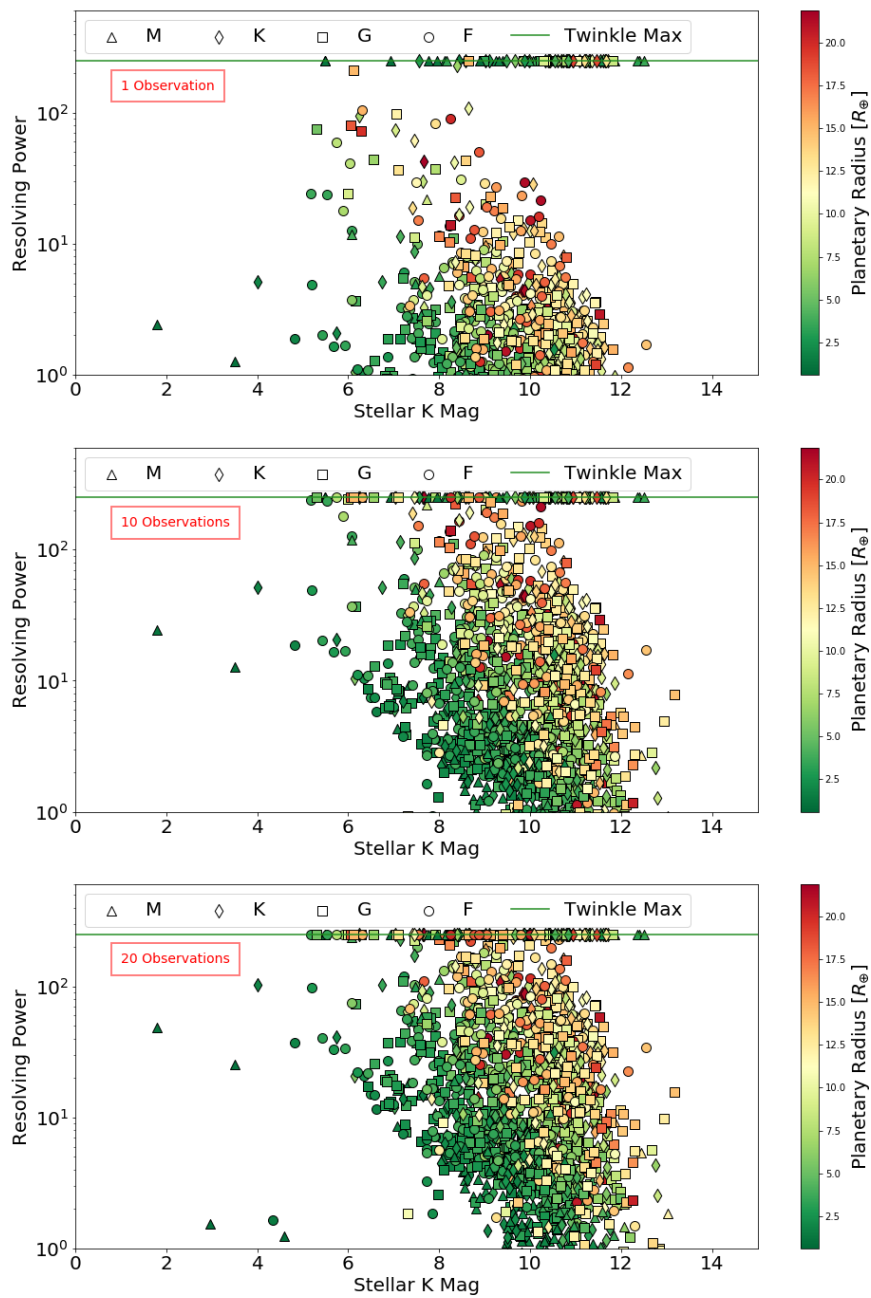 M K G F Twinkle Max
1 Observation
Resolving Power
10² 
10¹
10⁰
0 2 4 6 8 10 12 14
Stellar K Mag
20.0
17.5
15.0
12.5
10.0
7.5
5.0
2.5
Planetary Radius [R⊕]
M K G F Twinkle Max
10 Observations
Resolving Power
10²
10¹
10⁰
0 2 4 6 8 10 12 14
Stellar K Mag
20.0
17.5
15.0
12.5
10.0
7.5
5.0
2.5
Planetary Radius [R⊕]
M K G F Twinkle Max
20 Observations
Resolving Power
10²
10¹
10⁰
0 2 4 6 8 10 12 14
Stellar K Mag
20.0
17.5
15.0
12.5
10.0
7.5
5.0
2.5
Planetary Radius [R⊕]